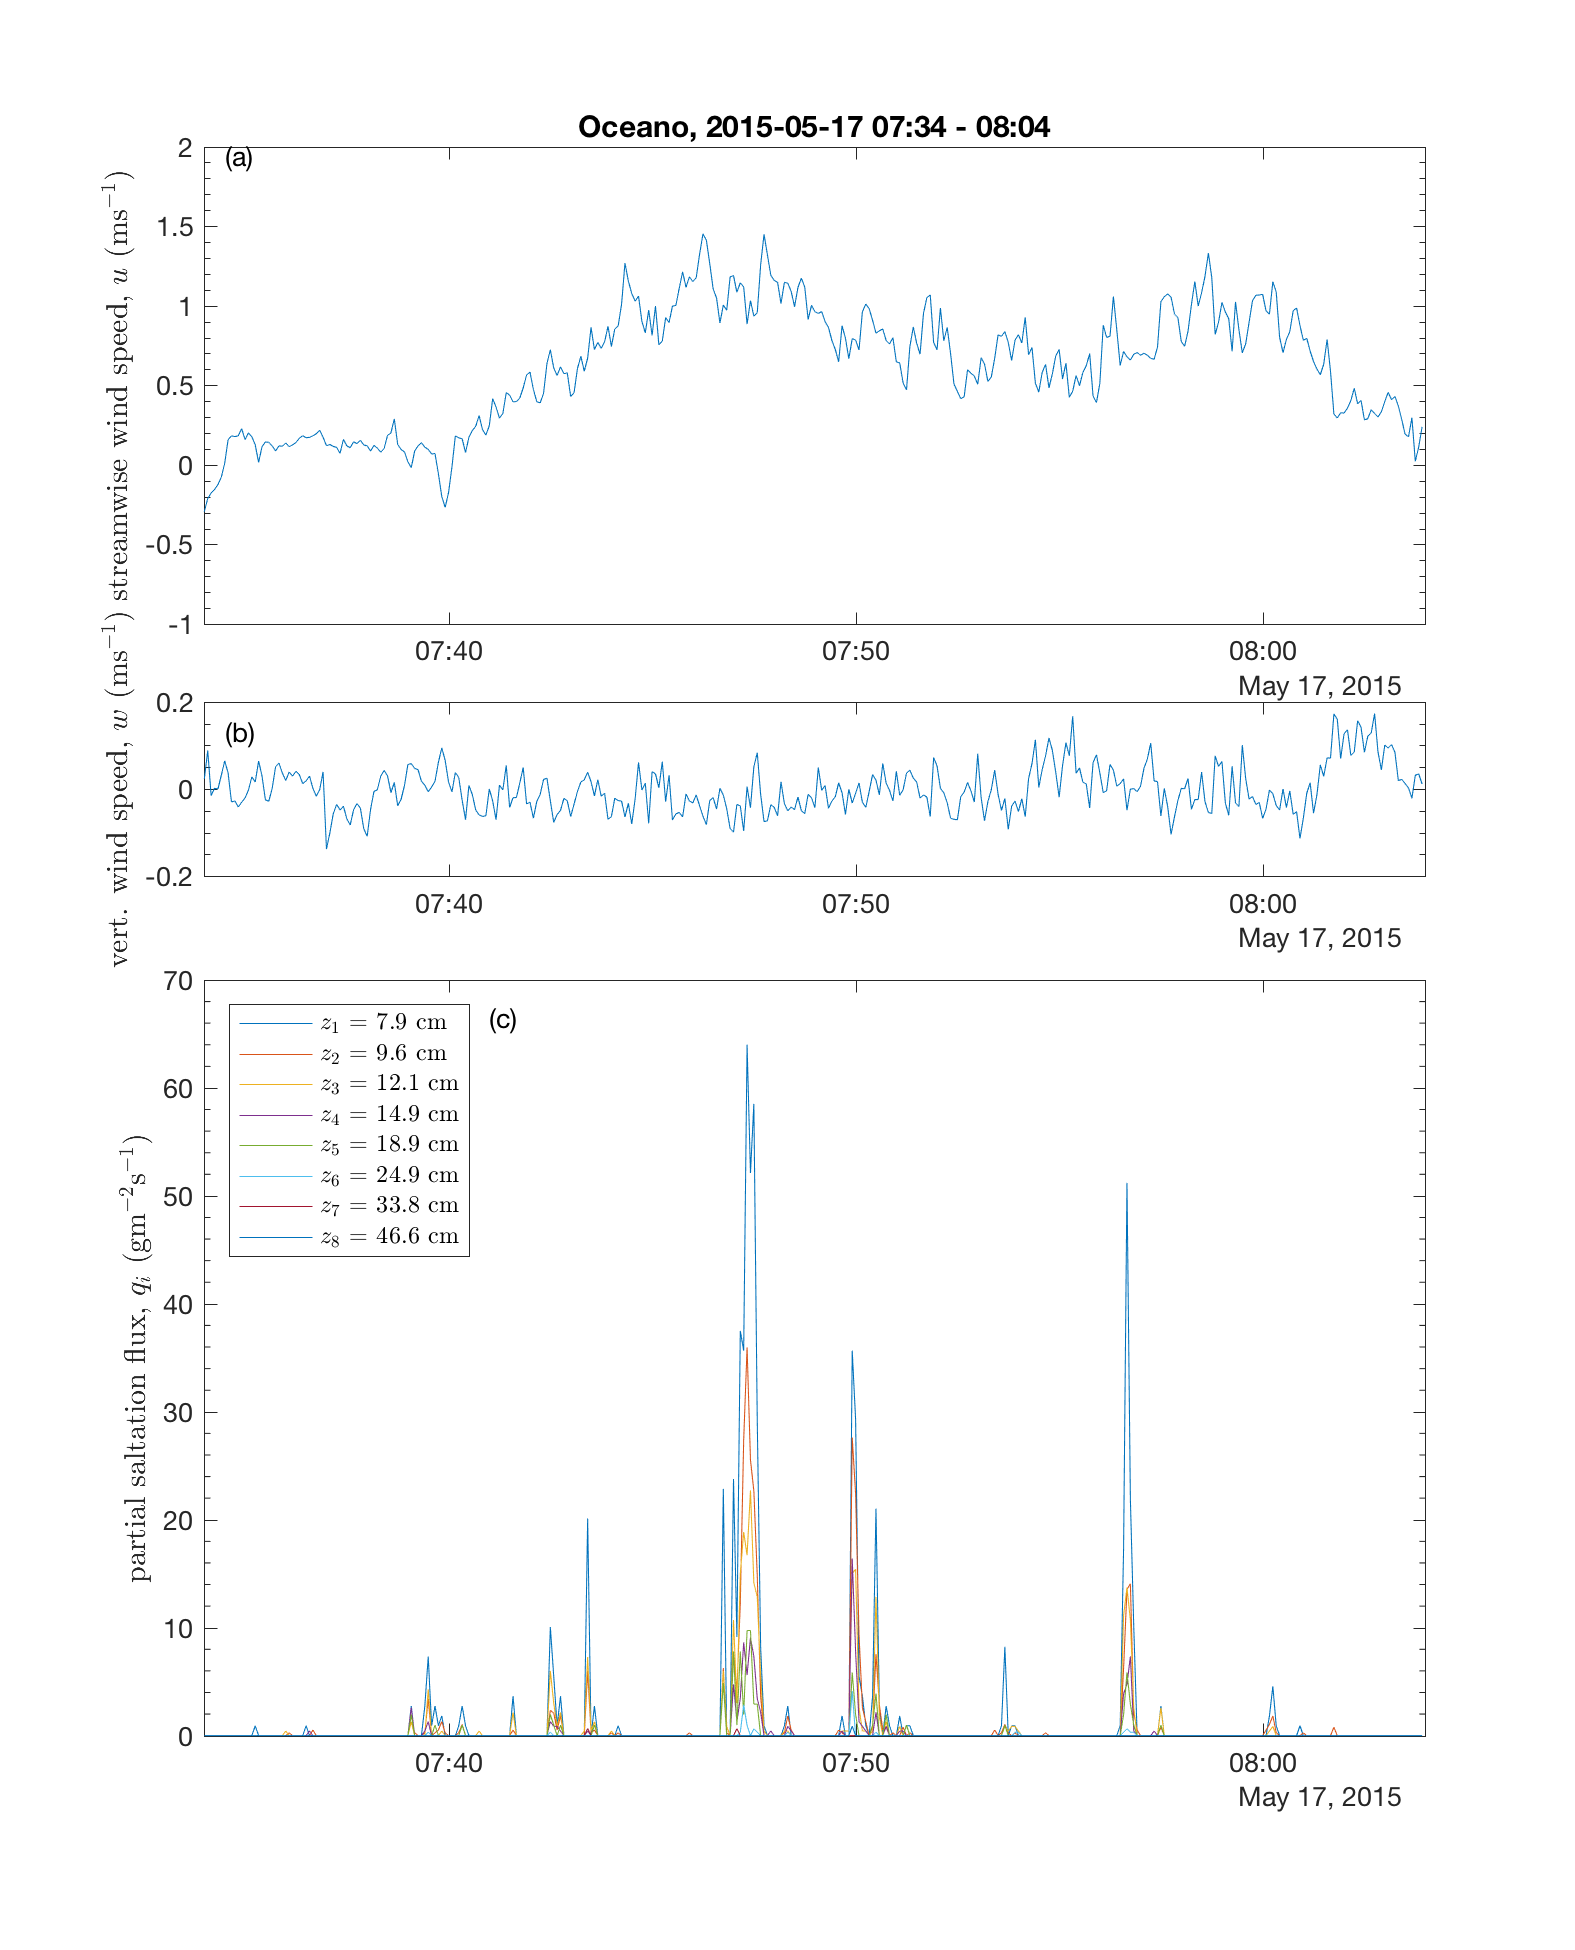 Oceano, 2015-05-17 07:34 - 08:04
(a)
streamwise wind speed, u (ms⁻¹)
2
1.5
1
0.5
0
-0.5
-1
07:40 07:50 08:00
May 17, 2015
(b)
vert. wind speed, w (ms⁻¹)
0.2
0
-0.2
07:40 07:50 08:00
May 17, 2015
(c)
partial saltation flux, qᵢ (gm⁻²s⁻¹)
70
60
50
40
30
20
10
0
z₁ = 7.9 cm
z₂ = 9.6 cm
z₃ = 12.1 cm
z₄ = 14.9 cm
z₅ = 18.9 cm
z₆ = 24.9 cm
z₇ = 33.8 cm
z₈ = 46.6 cm
07:40 07:50 08:00
May 17, 2015